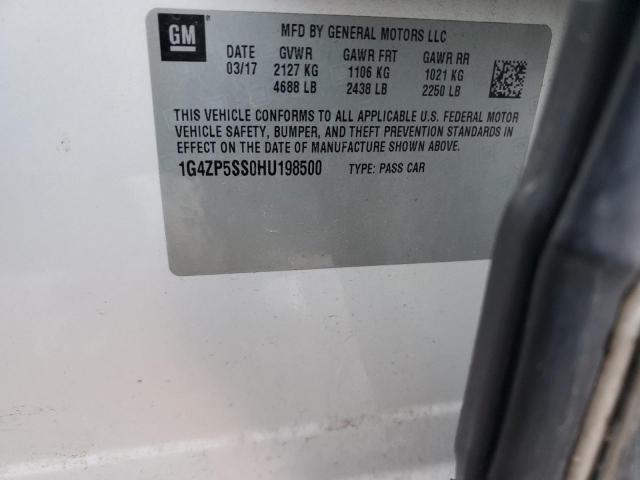 GM
MFD BY GENERAL MOTORS LLC
DATE GVWR GAWR FRT GAWR RR
03/17 2127 KG 1106 KG 1021 KG
4688 LB 2438 LB 2250 LB
THIS VEHICLE CONFORMS TO ALL APPLICABLE U.S. FEDERAL MOTOR
VEHICLE SAFETY, BUMPER, AND THEFT PREVENTION STANDARDS IN
EFFECT ON THE DATE OF MANUFACTURE SHOWN ABOVE.
1G4ZP5SS0HU198500 TYPE: PASS CAR